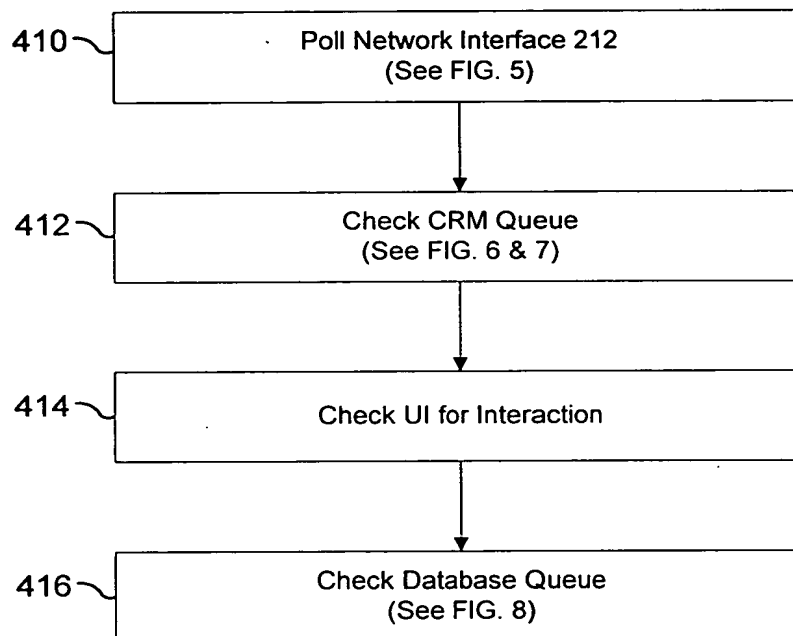 410
Poll Network Interface 212
(See FIG. 5)
412
Check CRM Queue
(See FIG. 6 & 7)
414
Check UI for Interaction
416
Check Database Queue
(See FIG. 8)